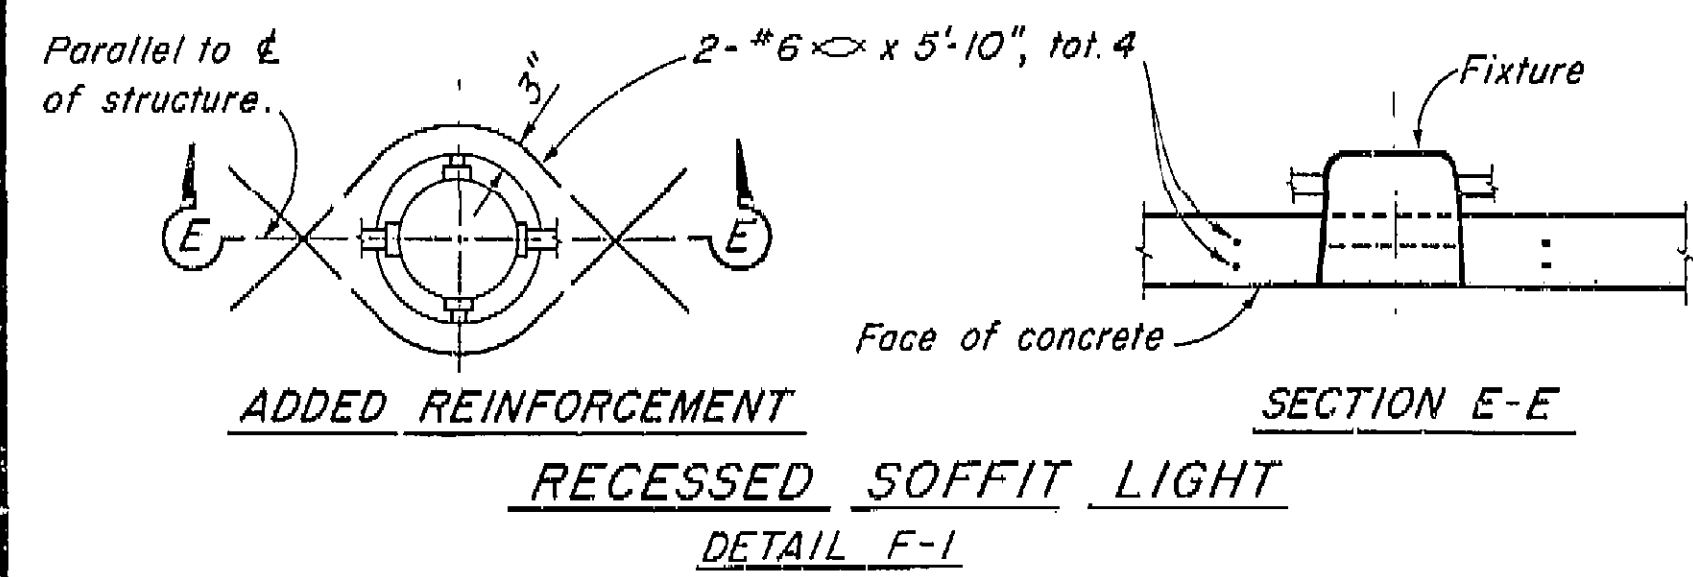 Parallel to ℄
of structure.
3"
2-#6 x 5'-10", tot. 4
Fixture
E
E
Face of concrete
ADDED REINFORCEMENT
SECTION E-E
RECESSED SOFFIT LIGHT
DETAIL F-1